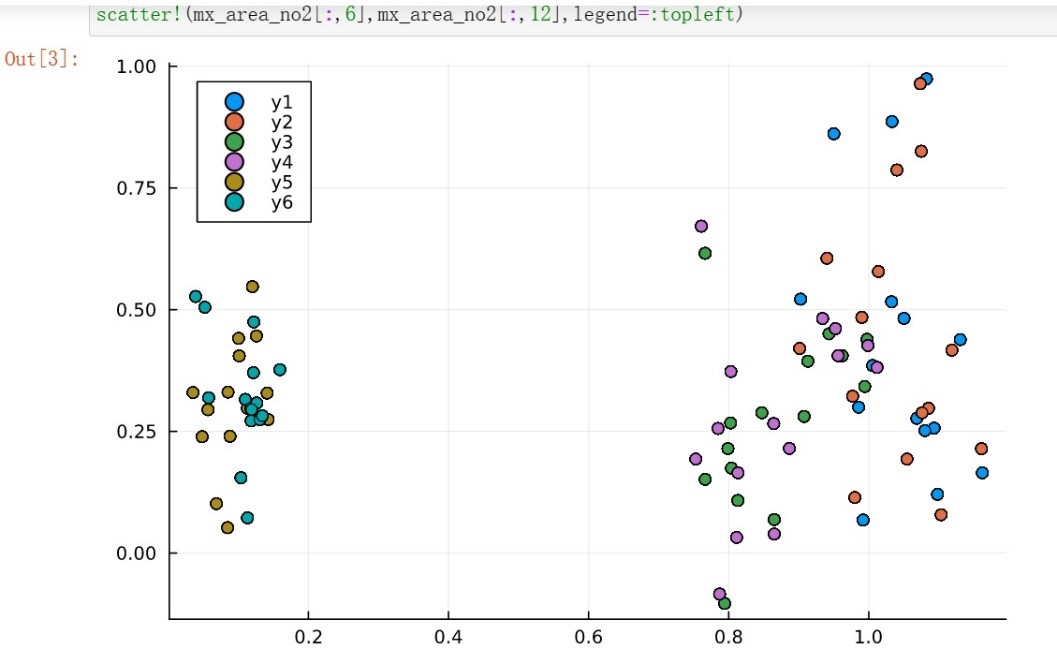 scatter!(mx_area_no2[:,6],mx_area_no2[:,12],legend=:topleft)
Out[3]:
1.00
0.75
0.50
0.25
0.00
y1
y2
y3
y4
y5
y6
0.2 0.4 0.6 0.8 1.0